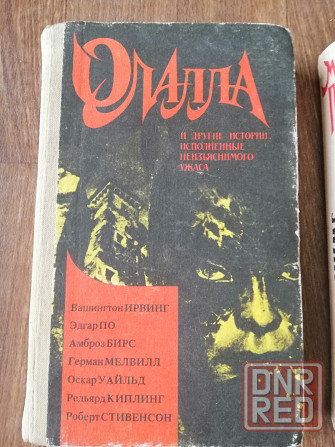 ОЛАЛЛА
И ДРУГИЕ ИСТОРИИ,
ИСПОЛНЕННЫЕ
НЕИЗЪЯСНИМОГО
УЖАСА
Вашингтон ИРВИНГ
Эдгар ПО
Амброз БИРС
Герман МЕЛВИЛЛ
Оскар УАЙЛЬД
Редьярд КИПЛИНГ
Роберт СТИВЕНСОН
DNR
RED